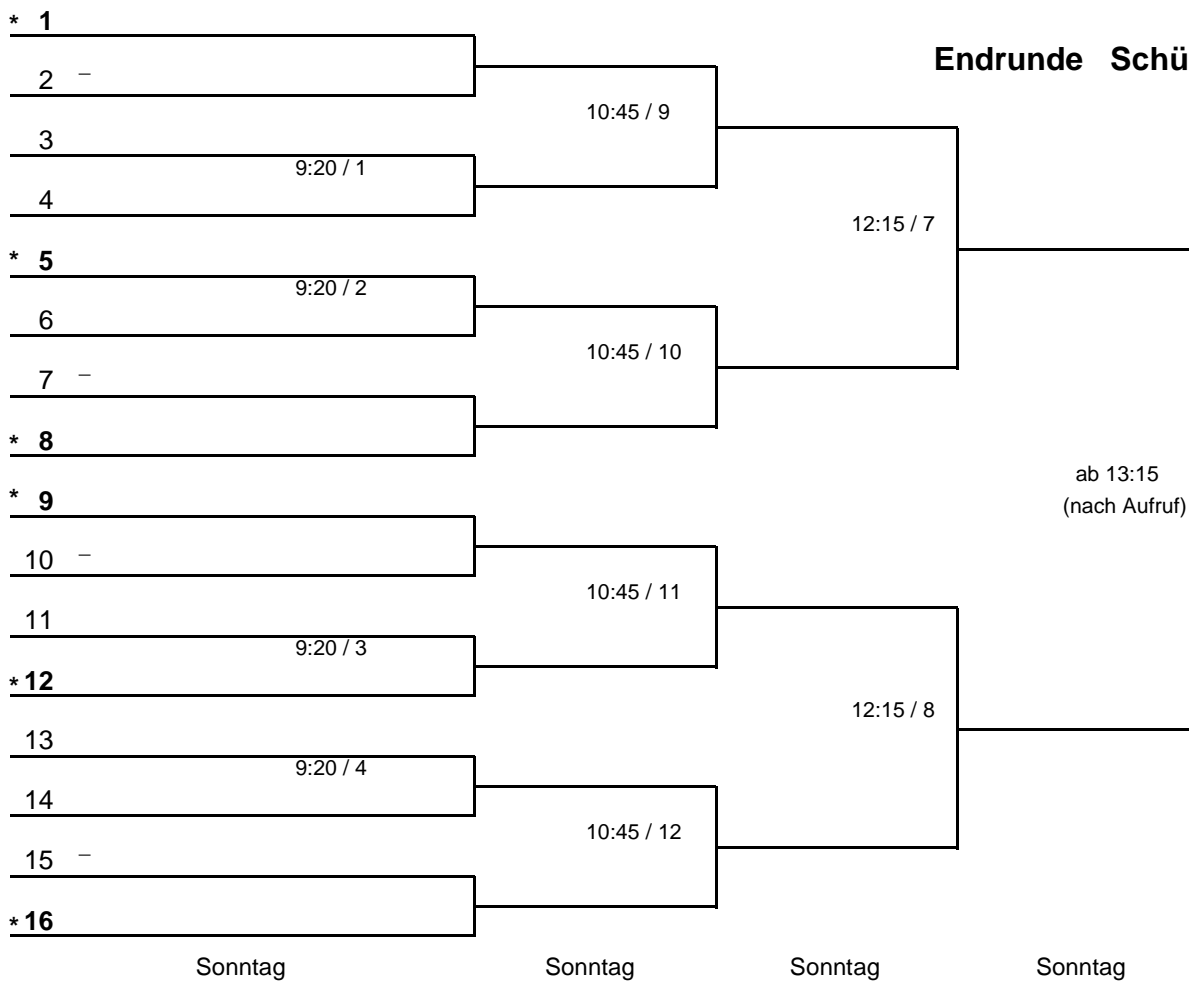 * 1
Endrunde Schü
2 –
10:45 / 9
3
9:20 / 1
4
12:15 / 7
* 5
9:20 / 2
6
10:45 / 10
7 –
* 8
ab 13:15
* 9
(nach Aufruf)
10 –
10:45 / 11
11
9:20 / 3
* 12
12:15 / 8
13
9:20 / 4
14
10:45 / 12
15 –
* 16
Sonntag Sonntag Sonntag Sonntag